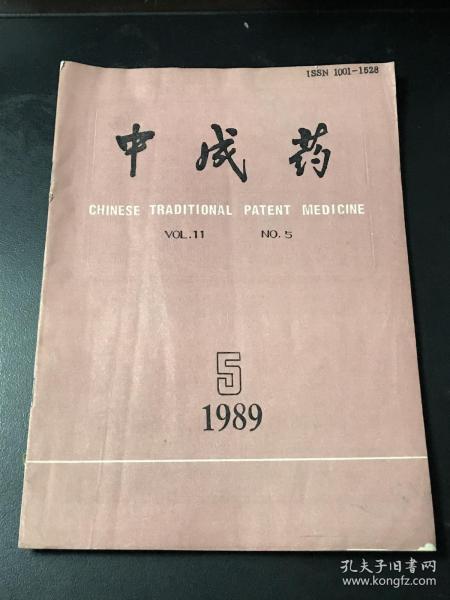 ISSN 1001-1528
中成药
CHINESE TRADITIONAL PATENT MEDICINE
VOL.11 NO.5
5
1989
孔夫子旧书网
www.kongfz.com